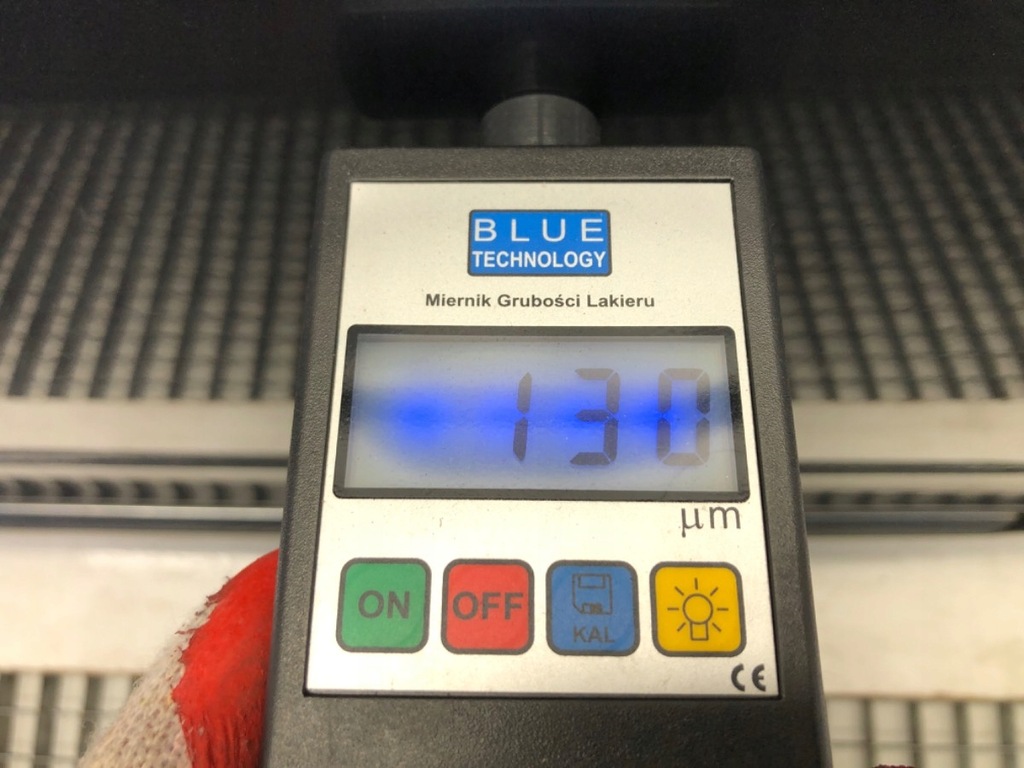 BLUE
TECHNOLOGY
Miernik Grubości Lakieru
130
µm
ON
OFF
KAL
CE